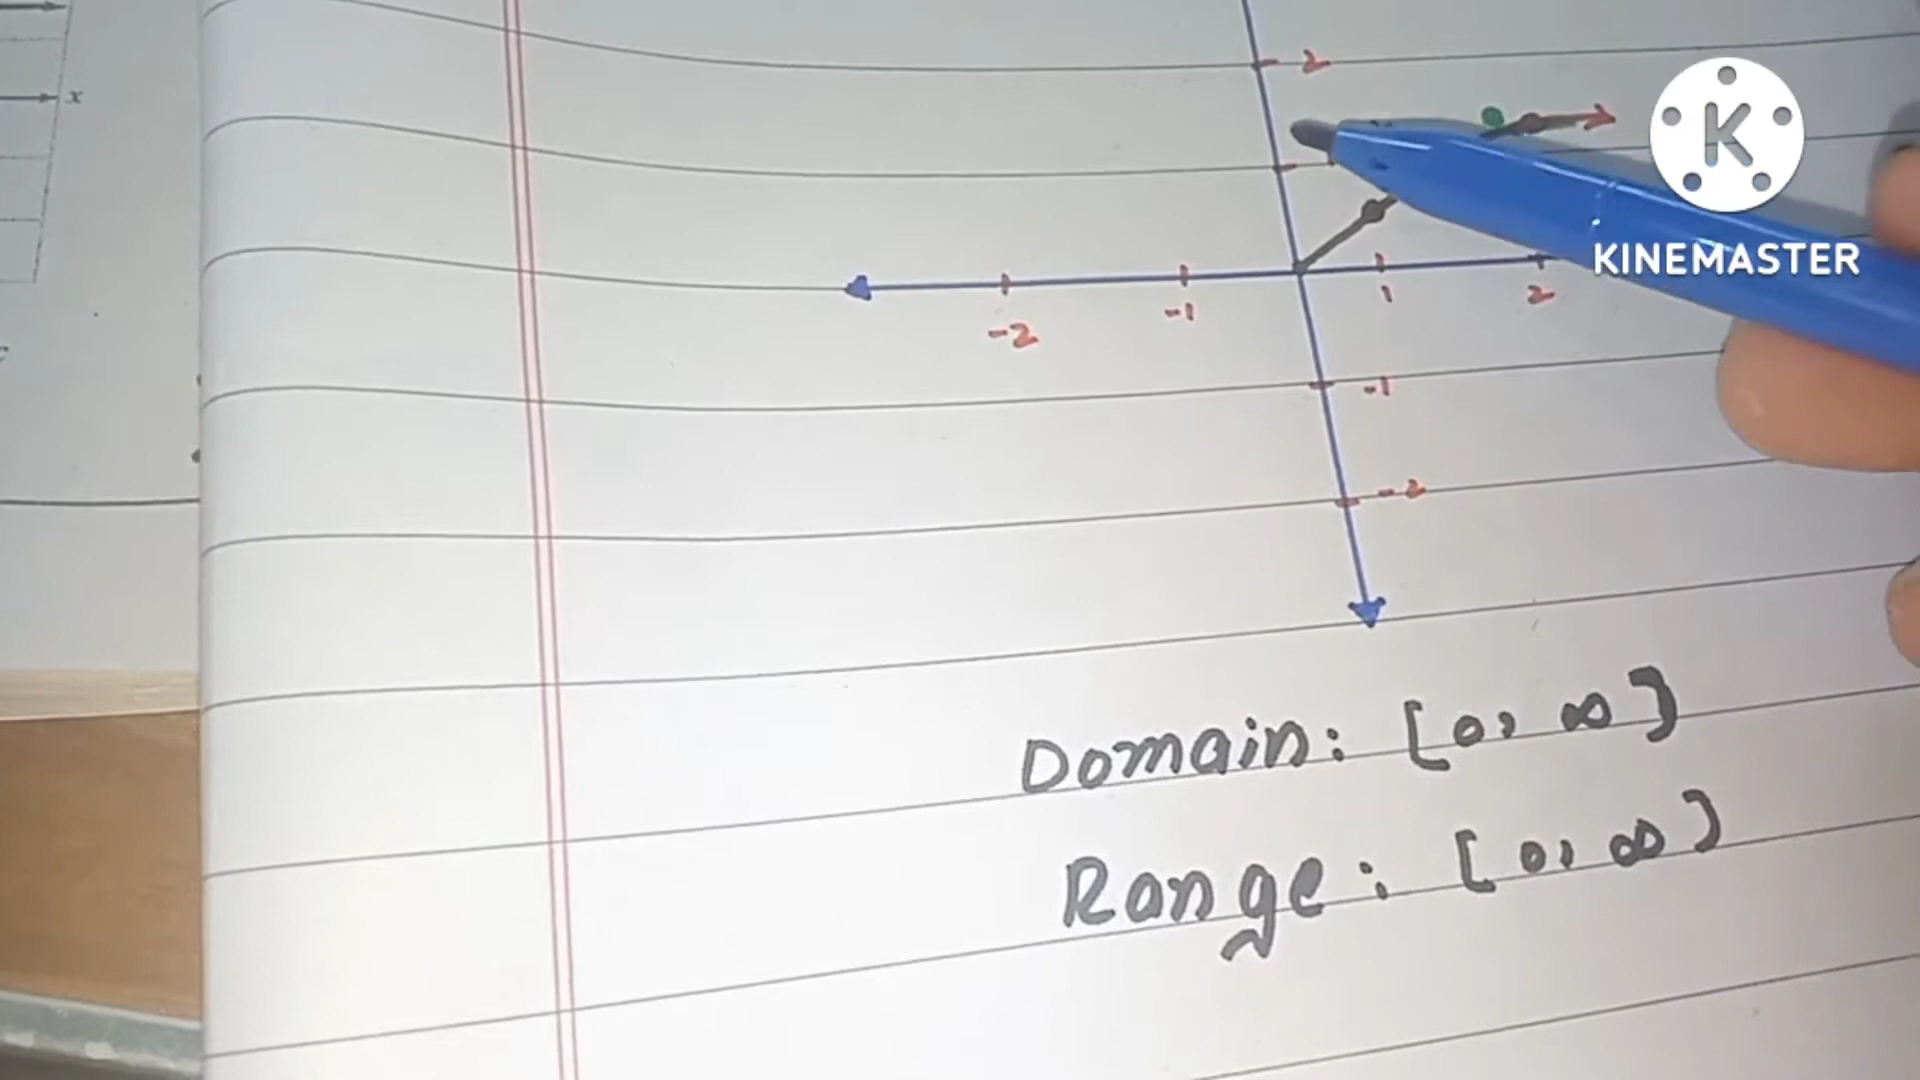 2
x
1
2
-1
-2
-1
-2
KINEMASTER
Domain: [0, ∞)
Range: [0, ∞)